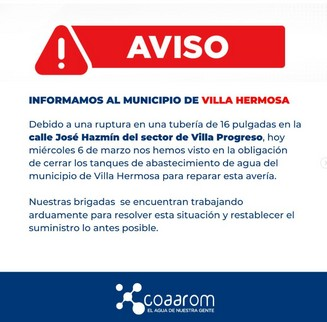 AVISO
INFORMAMOS AL MUNICIPIO DE VILLA HERMOSA
Debido a una ruptura en una tubería de 16 pulgadas en la
calle José Hazmín del sector de Villa Progreso, hoy
miércoles 6 de marzo nos hemos visto en la obligación
de cerrar los tanques de abastecimiento de agua del
municipio de Villa Hermosa para reparar esta avería.
Nuestras brigadas se encuentran trabajando
arduamente para resolver esta situación y restablecer el
suministro lo antes posible.
coaarom
EL AGUA DE NUESTRA GENTE